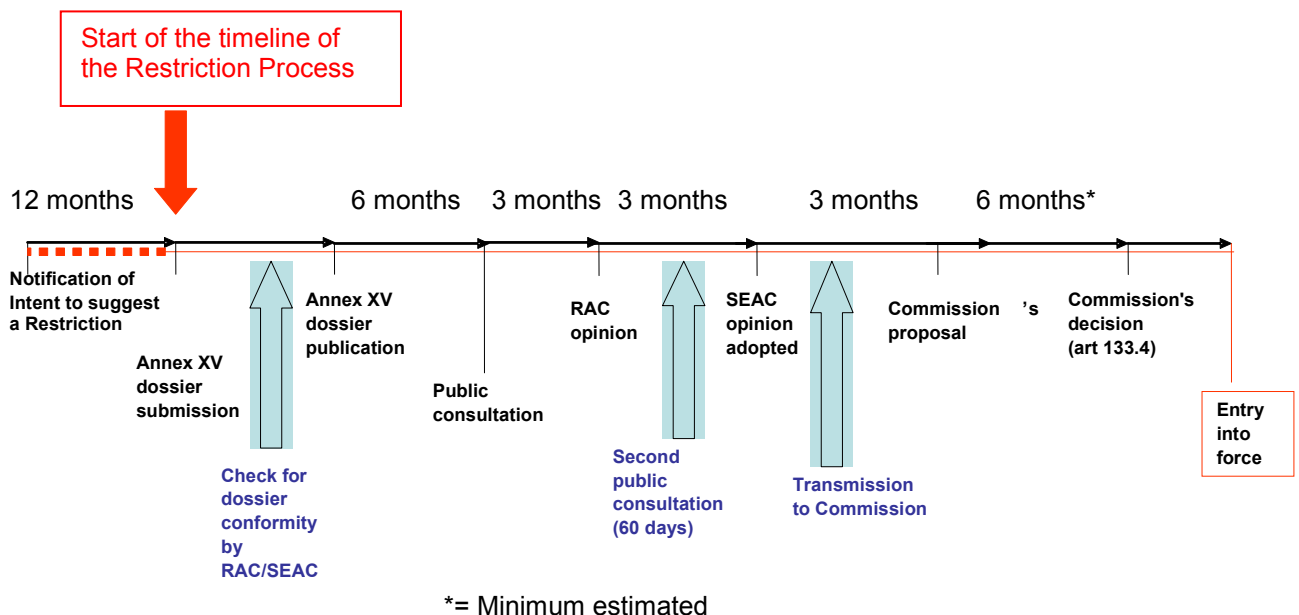 Start of the timeline of
the Restriction Process
12 months
6 months
3 months
3 months
3 months
6 months*
Notification of
Intent to suggest
a Restriction
Annex XV
dossier
submission
Check for
dossier
conformity
by
RAC/SEAC
Annex XV
dossier
publication
Public
consultation
RAC
opinion
Second
public
consultation
(60 days)
SEAC
opinion
adopted
Transmission
to Commission
Commission 's
proposal
Commission's
decision
(art 133.4)
Entry
into
force
*= Minimum estimated